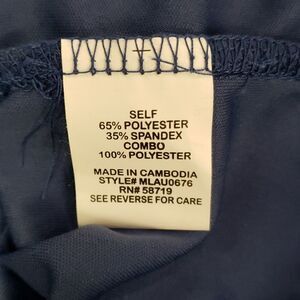 SELF
65% POLYESTER
35% SPANDEX
COMBO
100% POLYESTER
MADE IN CAMBODIA
STYLE# MLAU0676
RN# 58719
SEE REVERSE FOR CARE